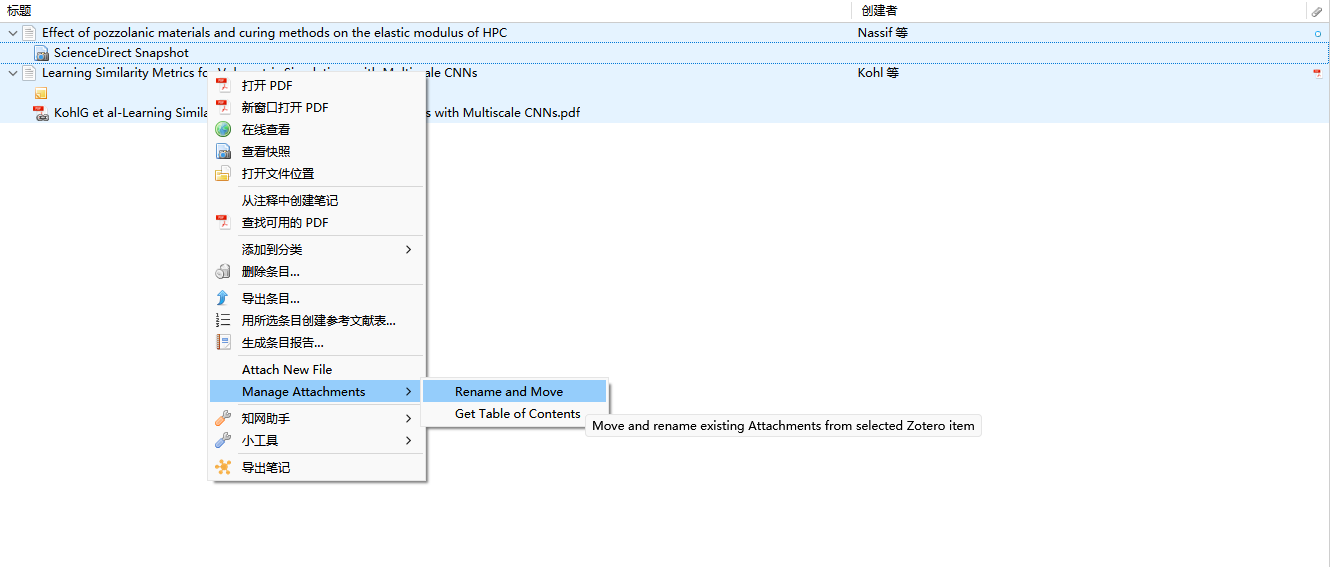 标题 创建者
Effect of pozzolanic materials and curing methods on the elastic modulus of HPC Nassif 等
ScienceDirect Snapshot
Learning Similarity Metrics fo CNNs Kohl 等
打开 PDF
KohlG et al-Learning Simila s with Multiscale CNNs.pdf
新窗口打开 PDF
在线查看
查看快照
打开文件位置
从注释中创建笔记
查找可用的 PDF
添加到分类
删除条目...
导出条目...
用所选条目创建参考文献表...
生成条目报告...
Attach New File
Manage Attachments Rename and Move
知网助手 Get Table of Contents
Move and rename existing Attachments from selected Zotero item
小工具
导出笔记